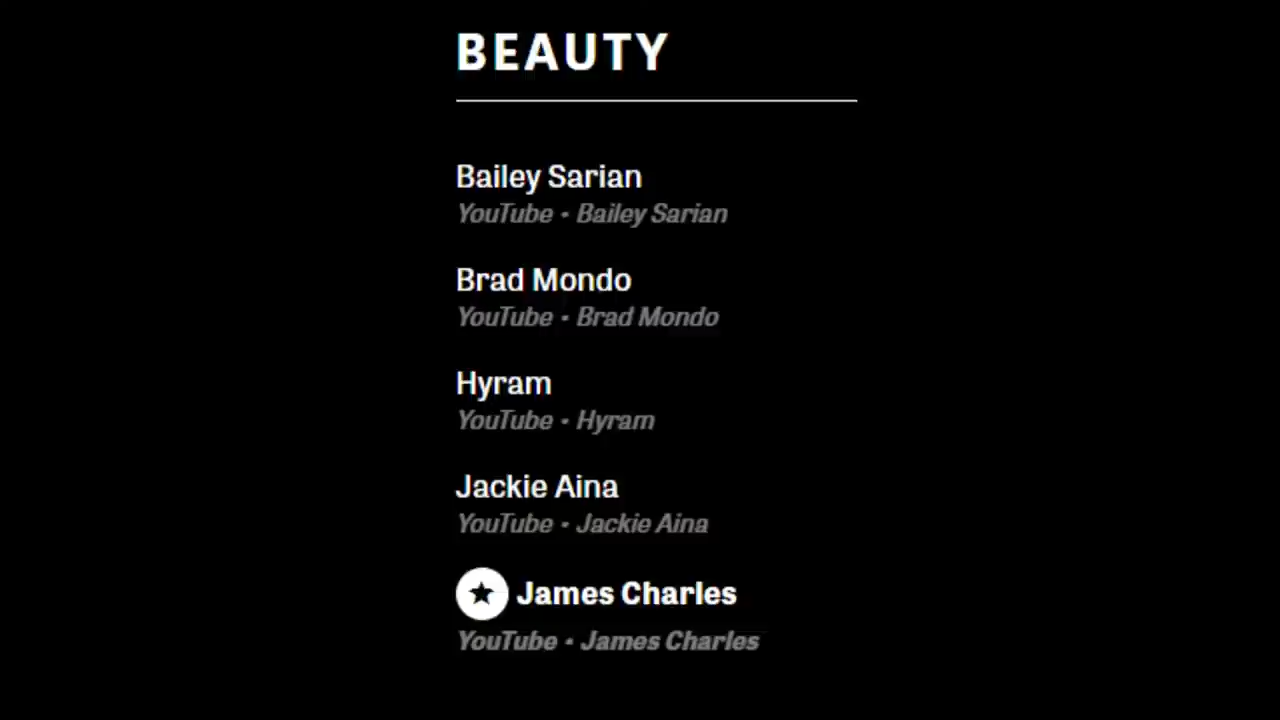 BEAUTY
Bailey Sarian
YouTube • Bailey Sarian
Brad Mondo
YouTube • Brad Mondo
Hyram
YouTube • Hyram
Jackie Aina
YouTube • Jackie Aina
James Charles
YouTube • James Charles